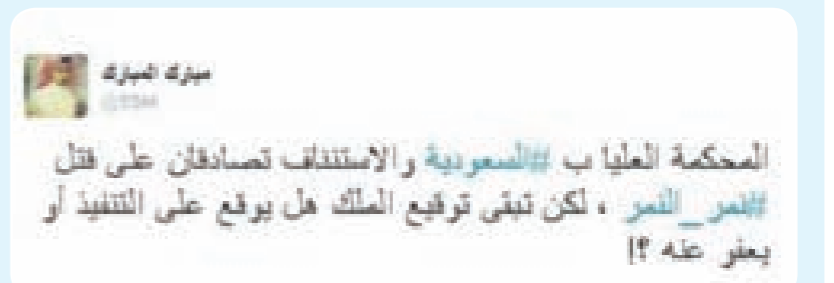 مبارك المبارك
المحكمة العليا ب #السعودية والاستئناف تصادقان على قتل
#نمر_النمر ، لكن تبقى توقيع الملك هل يوقع على التنفيذ أو
يعفر عنه ؟!